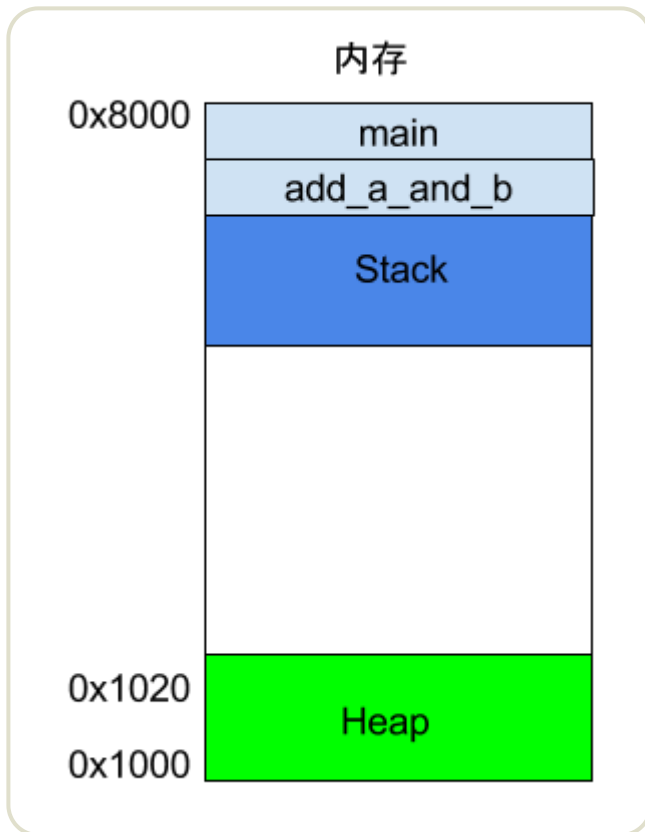 内存
0x8000
main
add_a_and_b
Stack
0x1020
Heap
0x1000